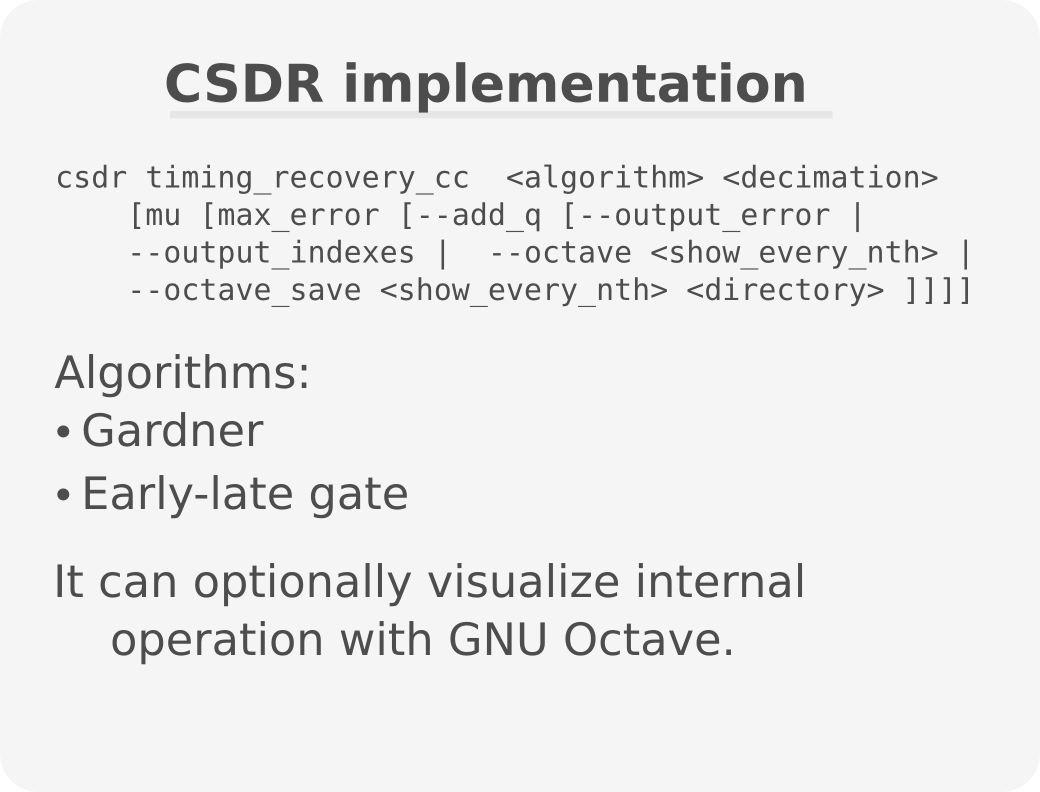 CSDR implementation
csdr timing_recovery_cc  <algorithm> <decimation>
    [mu [max_error [--add_q [--output_error |
    --output_indexes |  --octave <show_every_nth> |
    --octave_save <show_every_nth> <directory> ]]]]
Algorithms:
• Gardner
• Early-late gate
It can optionally visualize internal
operation with GNU Octave.